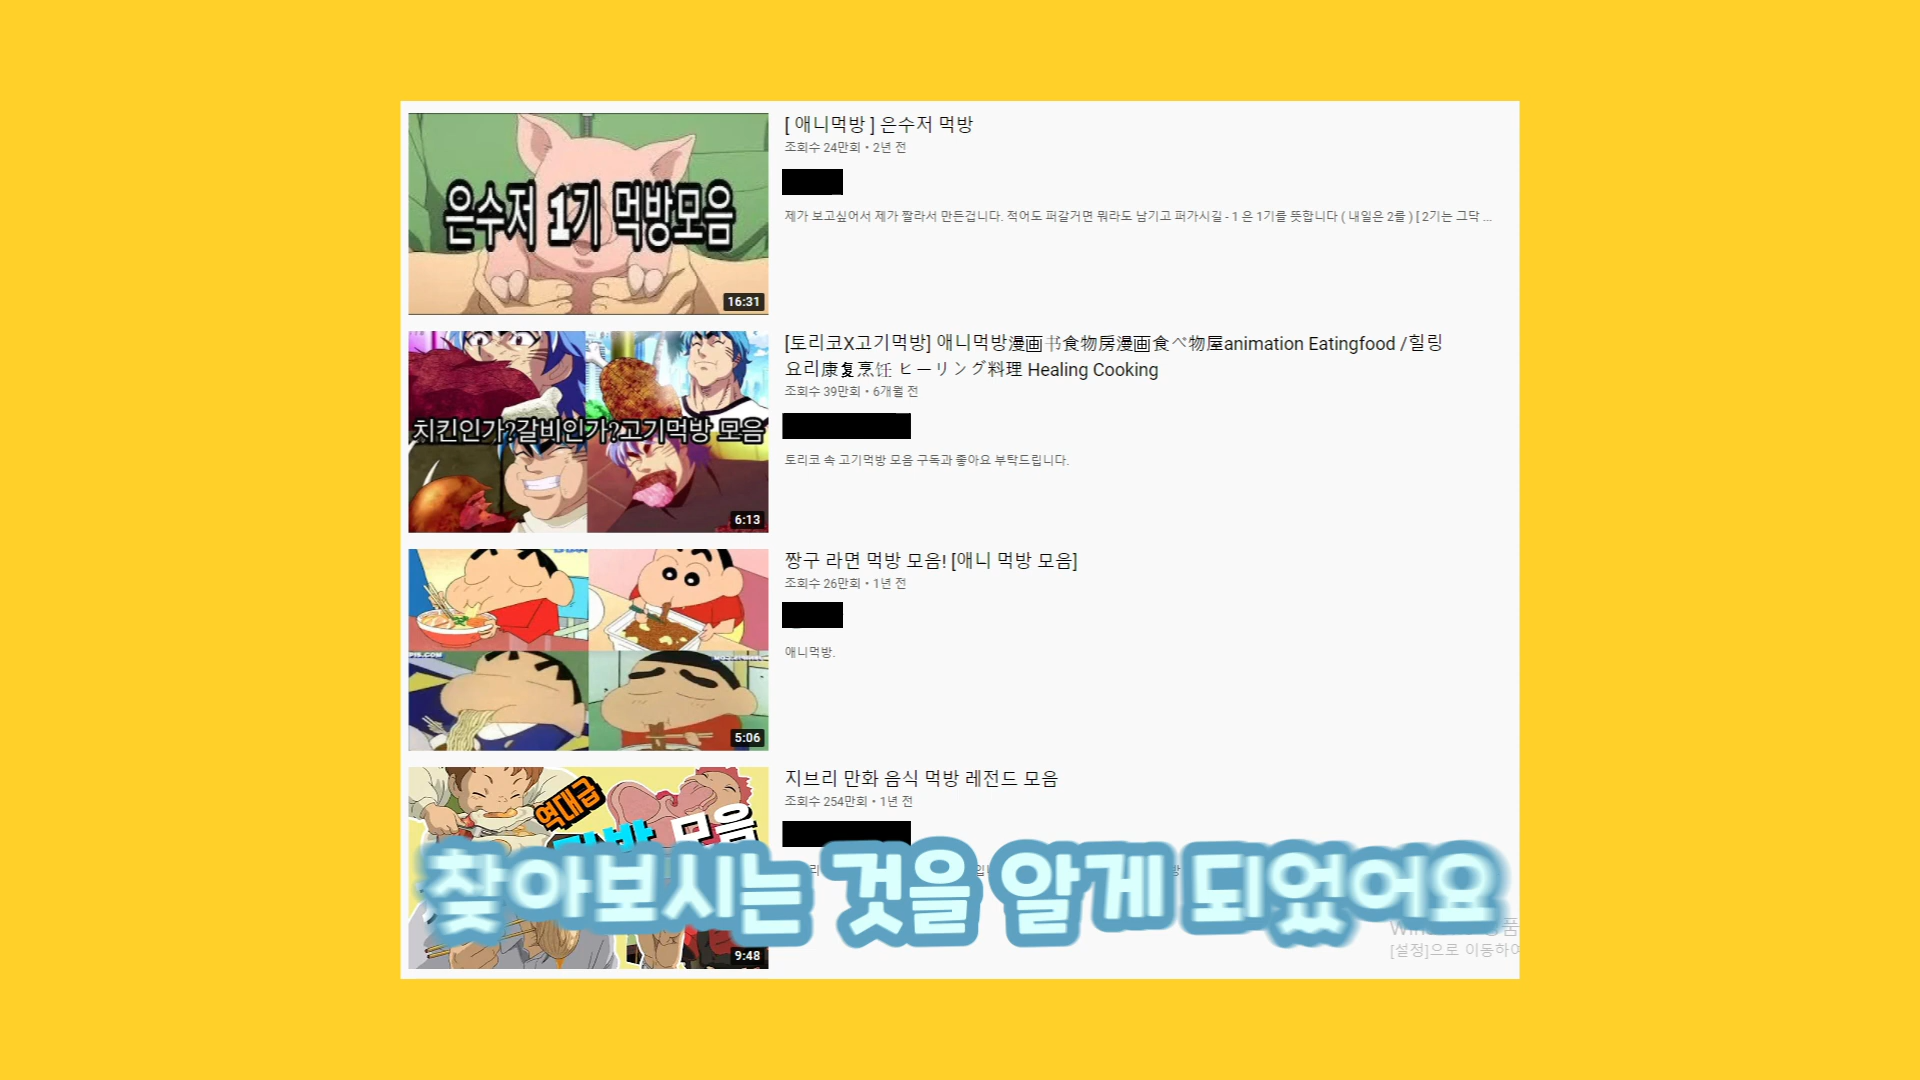 [ 애니먹방 ] 은수저 먹방
조회수 24만회 • 2년 전
제가 보고싶어서 제가 짤라서 만든겁니다. 적어도 퍼갈거면 뭐라도 남기고 퍼가시길 - 1 은 1기를 뜻합니다 ( 내일은 2를 ) [ 2기는 그닥 ...
은수저 1기 먹방모음
16:31
[토리코X고기먹방] 애니먹방漫画书食物房漫画食べ物屋animation Eatingfood /힐링
요리康复烹饪 ヒーリング料理 Healing Cooking
조회수 39만회 • 6개월 전
토리코 속 고기먹방 모음 구독과 좋아요 부탁드립니다.
치킨인가?갈비인가?고기먹방 모음
6:13
짱구 라면 먹방 모음! [애니 먹방 모음]
조회수 26만회 • 1년 전
애니먹방.
5:06
지브리 만화 음식 먹방 레전드 모음
조회수 254만회 • 1년 전
역대급
먹방 모음
찾아보시는 것을 알게 되었어요
[설정]으로 이동하여
9:48